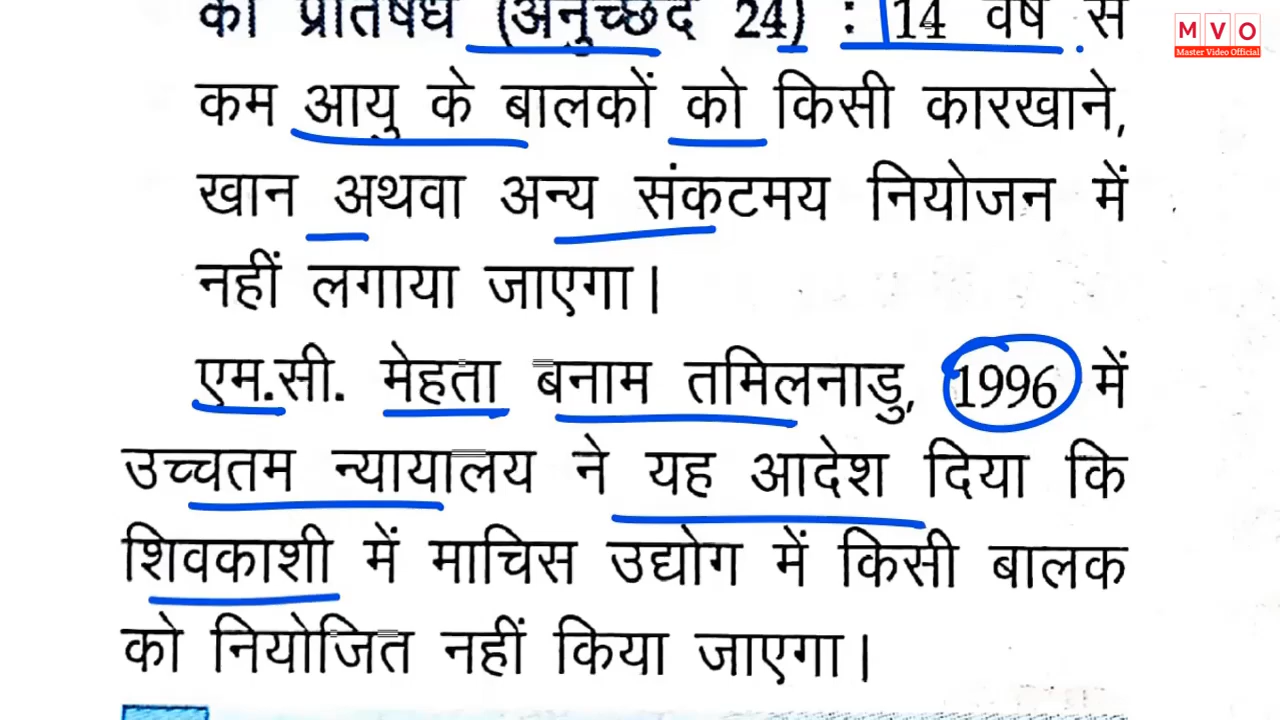 का प्रतिषेध (अनुच्छेद 24) : 14 वर्ष से
कम आयु के बालकों को किसी कारखाने,
खान अथवा अन्य संकटमय नियोजन में
नहीं लगाया जाएगा।
एम.सी. मेहता बनाम तमिलनाडु, 1996 में
उच्चतम न्यायालय ने यह आदेश दिया कि
शिवकाशी में माचिस उद्योग में किसी बालक
को नियोजित नहीं किया जाएगा।
M V O
Master Video Official